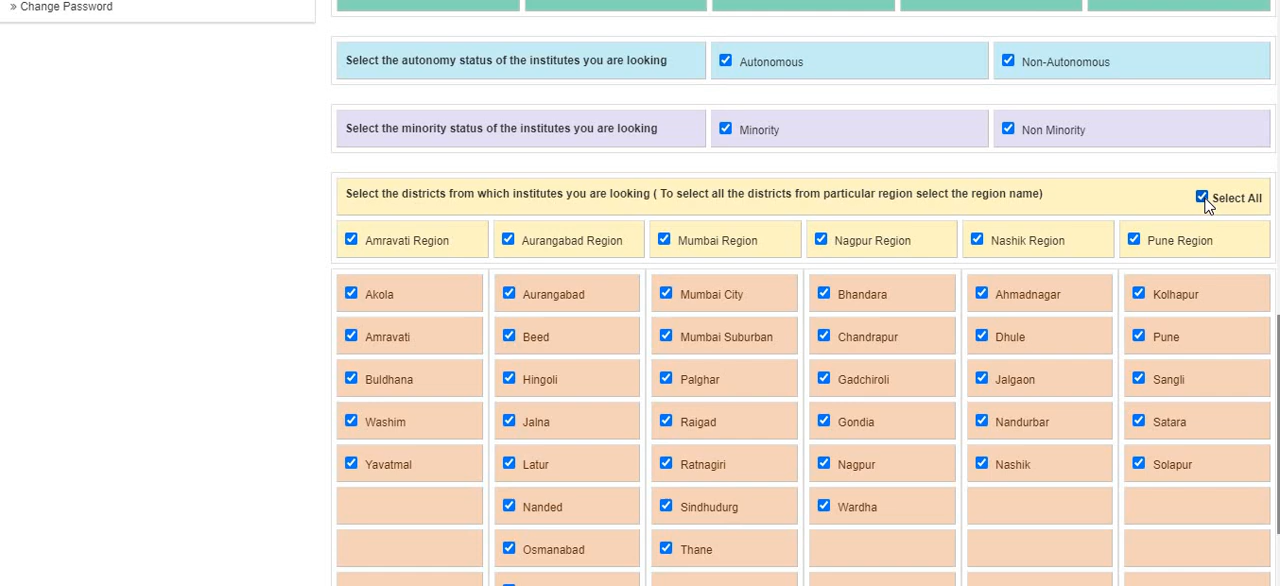 » Change Password
Select the autonomy status of the institutes you are looking
Autonomous
Non-Autonomous
Select the minority status of the institutes you are looking
Minority
Non Minority
Select the districts from which institutes you are looking ( To select all the districts from particular region select the region name)
Select All
Amravati Region
Aurangabad Region
Mumbai Region
Nagpur Region
Nashik Region
Pune Region
Akola
Aurangabad
Mumbai City
Bhandara
Ahmadnagar
Kolhapur
Amravati
Beed
Mumbai Suburban
Chandrapur
Dhule
Pune
Buldhana
Hingoli
Palghar
Gadchiroli
Jalgaon
Sangli
Washim
Jalna
Raigad
Gondia
Nandurbar
Satara
Yavatmal
Latur
Ratnagiri
Nagpur
Nashik
Solapur
Nanded
Sindhudurg
Wardha
Osmanabad
Thane